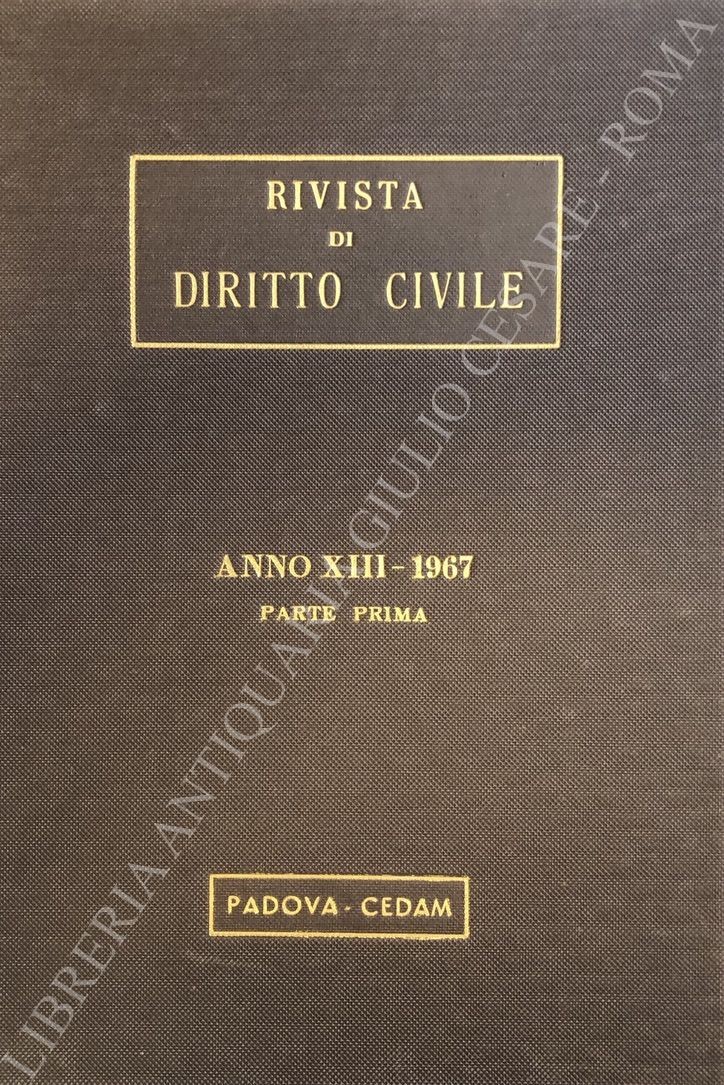 RIVISTA
DI
DIRITTO CIVILE
ANNO XIII - 1967
PARTE PRIMA
PADOVA - CEDAM
LIBRERIA ANTIQUARIA GIULIO CESARE - ROMA